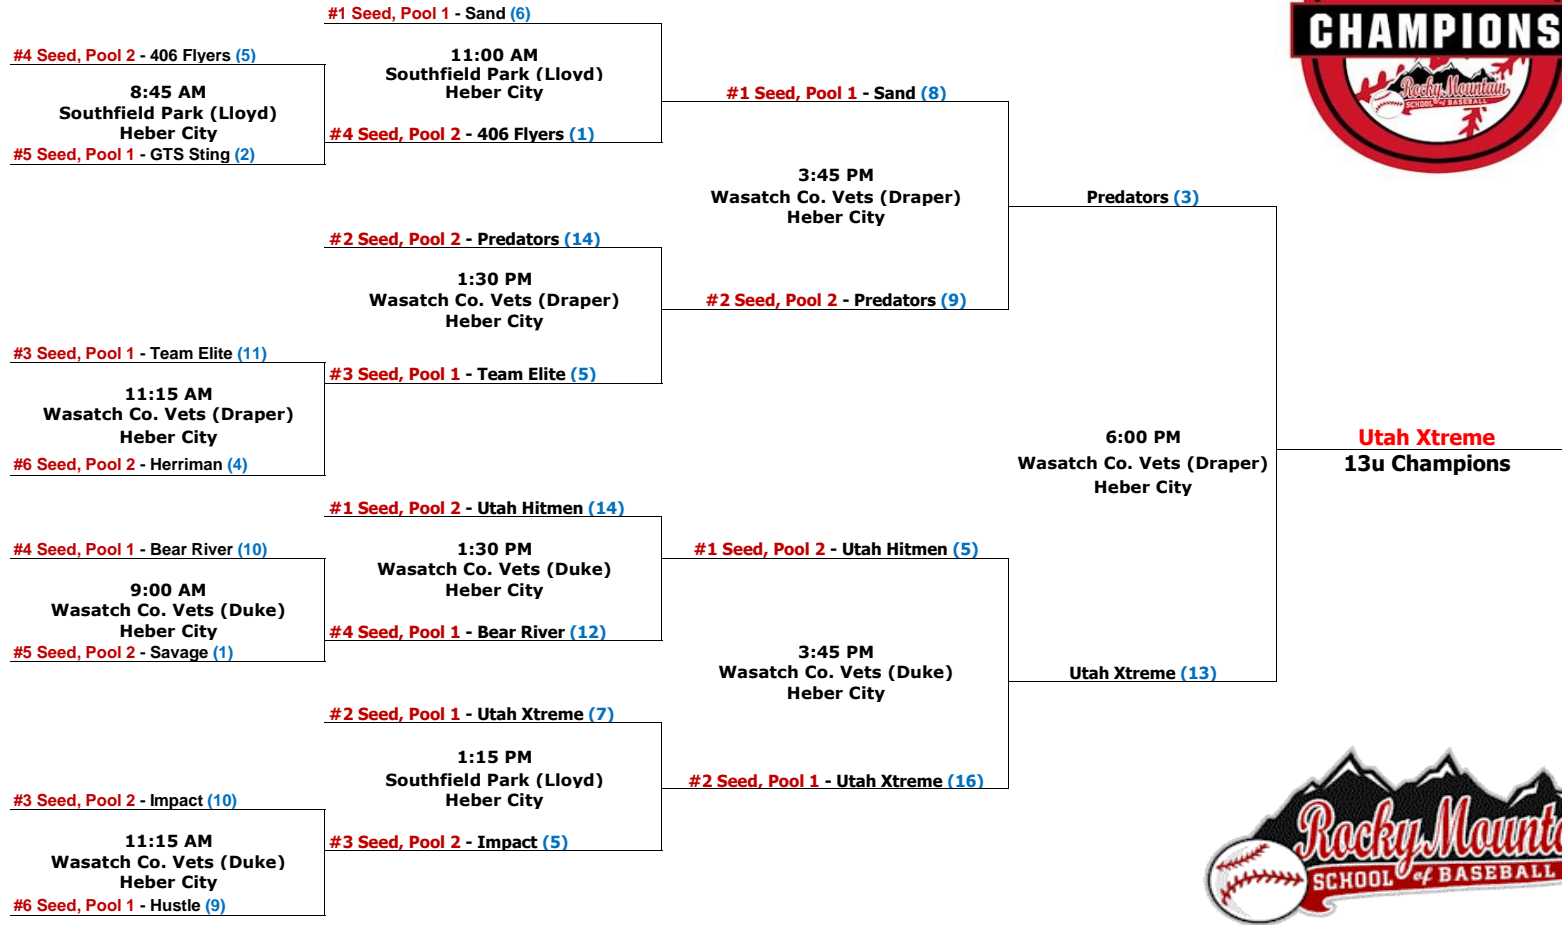 #1 Seed, Pool 1 - Sand (6)
11:00 AM
Southfield Park (Lloyd)
Heber City
#4 Seed, Pool 2 - 406 Flyers (1)
#4 Seed, Pool 2 - 406 Flyers (5)
8:45 AM
Southfield Park (Lloyd)
Heber City
#5 Seed, Pool 1 - GTS Sting (2)
#1 Seed, Pool 1 - Sand (8)
3:45 PM
Wasatch Co. Vets (Draper)
Heber City
#2 Seed, Pool 2 - Predators (9)
#2 Seed, Pool 2 - Predators (14)
1:30 PM
Wasatch Co. Vets (Draper)
Heber City
#3 Seed, Pool 1 - Team Elite (5)
#3 Seed, Pool 1 - Team Elite (11)
11:15 AM
Wasatch Co. Vets (Draper)
Heber City
#6 Seed, Pool 2 - Herriman (4)
Predators (3)
6:00 PM
Wasatch Co. Vets (Draper)
Heber City
Utah Xtreme (13)
Utah Xtreme
13u Champions
#1 Seed, Pool 2 - Utah Hitmen (14)
1:30 PM
Wasatch Co. Vets (Duke)
Heber City
#4 Seed, Pool 1 - Bear River (12)
#4 Seed, Pool 1 - Bear River (10)
9:00 AM
Wasatch Co. Vets (Duke)
Heber City
#5 Seed, Pool 2 - Savage (1)
#1 Seed, Pool 2 - Utah Hitmen (5)
3:45 PM
Wasatch Co. Vets (Duke)
Heber City
#2 Seed, Pool 1 - Utah Xtreme (16)
#2 Seed, Pool 1 - Utah Xtreme (7)
1:15 PM
Southfield Park (Lloyd)
Heber City
#3 Seed, Pool 2 - Impact (5)
#3 Seed, Pool 2 - Impact (10)
11:15 AM
Wasatch Co. Vets (Duke)
Heber City
#6 Seed, Pool 1 - Hustle (9)
CHAMPIONS
Rocky Mountain
SCHOOL of BASEBALL
Rocky Mounta
SCHOOL of BASEBALL